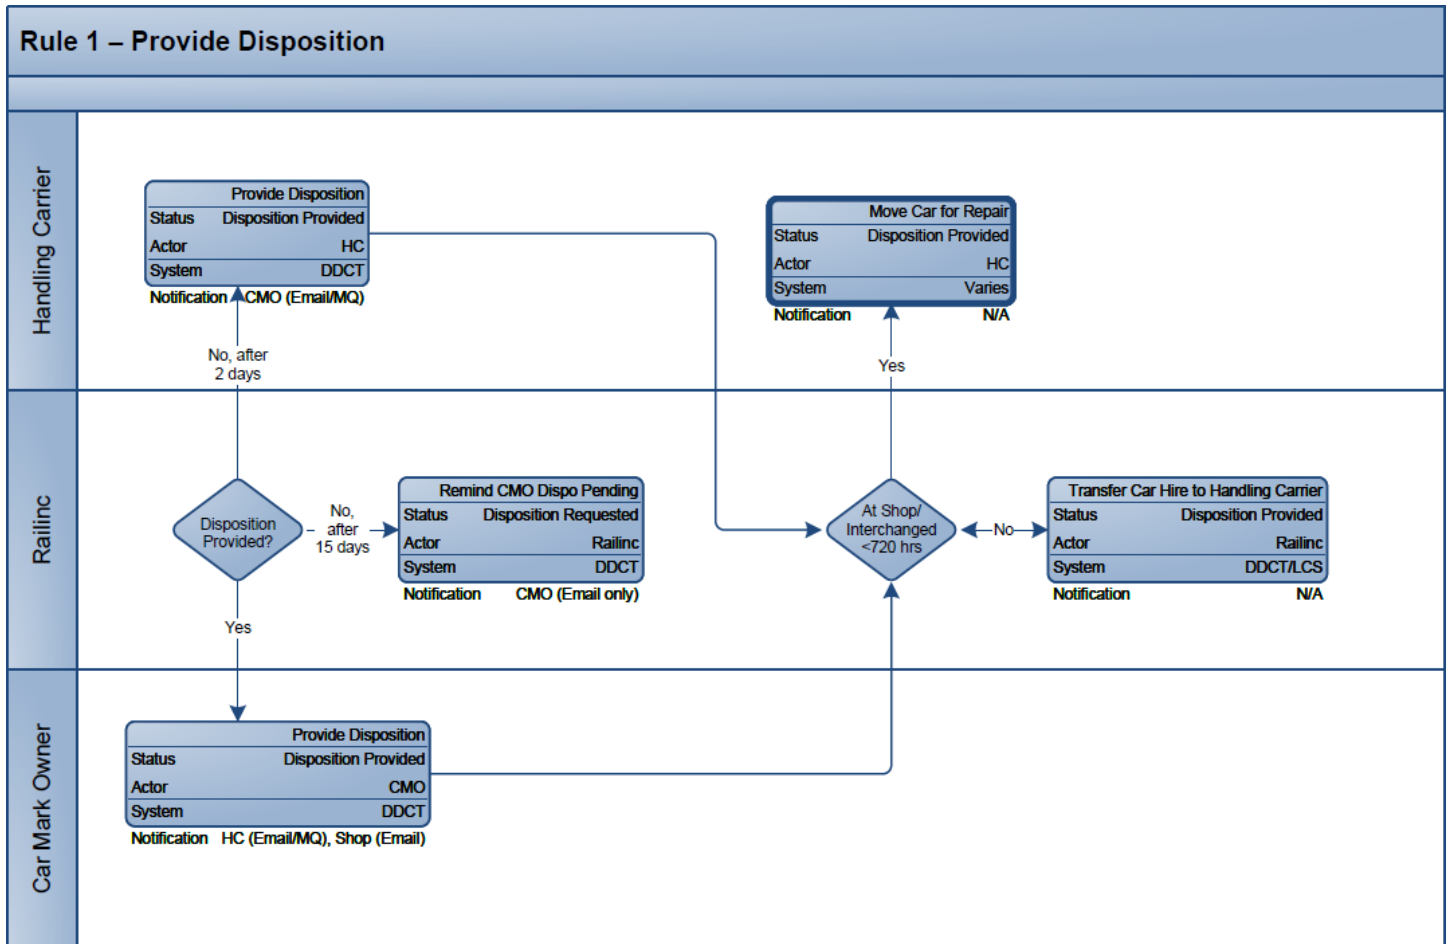 Rule 1 – Provide Disposition
Handling Carrier
Provide Disposition
Status Disposition Provided
Actor HC
System DDCT
Notification CMO (Email/MQ)
Move Car for Repair
Status Disposition Provided
Actor HC
System Varies
Notification N/A
No, after
2 days
Yes
Railinc
Disposition
Provided?
No,
after
15 days
Remind CMO Dispo Pending
Status Disposition Requested
Actor Railinc
System DDCT
Notification CMO (Email only)
At Shop/
Interchanged
<720 hrs
No
Transfer Car Hire to Handling Carrier
Status Disposition Provided
Actor Railinc
System DDCT/LCS
Notification N/A
Yes
Car Mark Owner
Provide Disposition
Status Disposition Provided
Actor CMO
System DDCT
Notification HC (Email/MQ), Shop (Email)